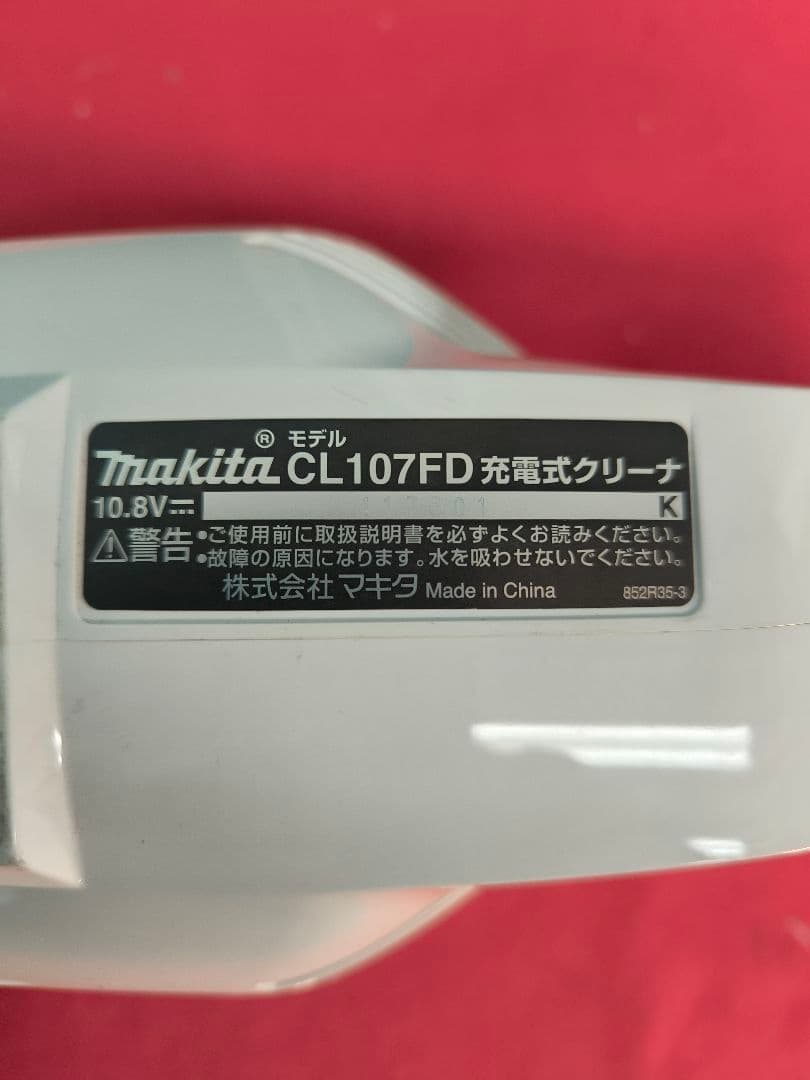 makita® モデル CL107FD 充電式クリーナ
10.8V⎓ K
⚠警告 •ご使用前に取扱説明書を必ずよくお読みください。
•故障の原因になります。水を吸わせないでください。
株式会社 マキタ Made in China 852R35-3